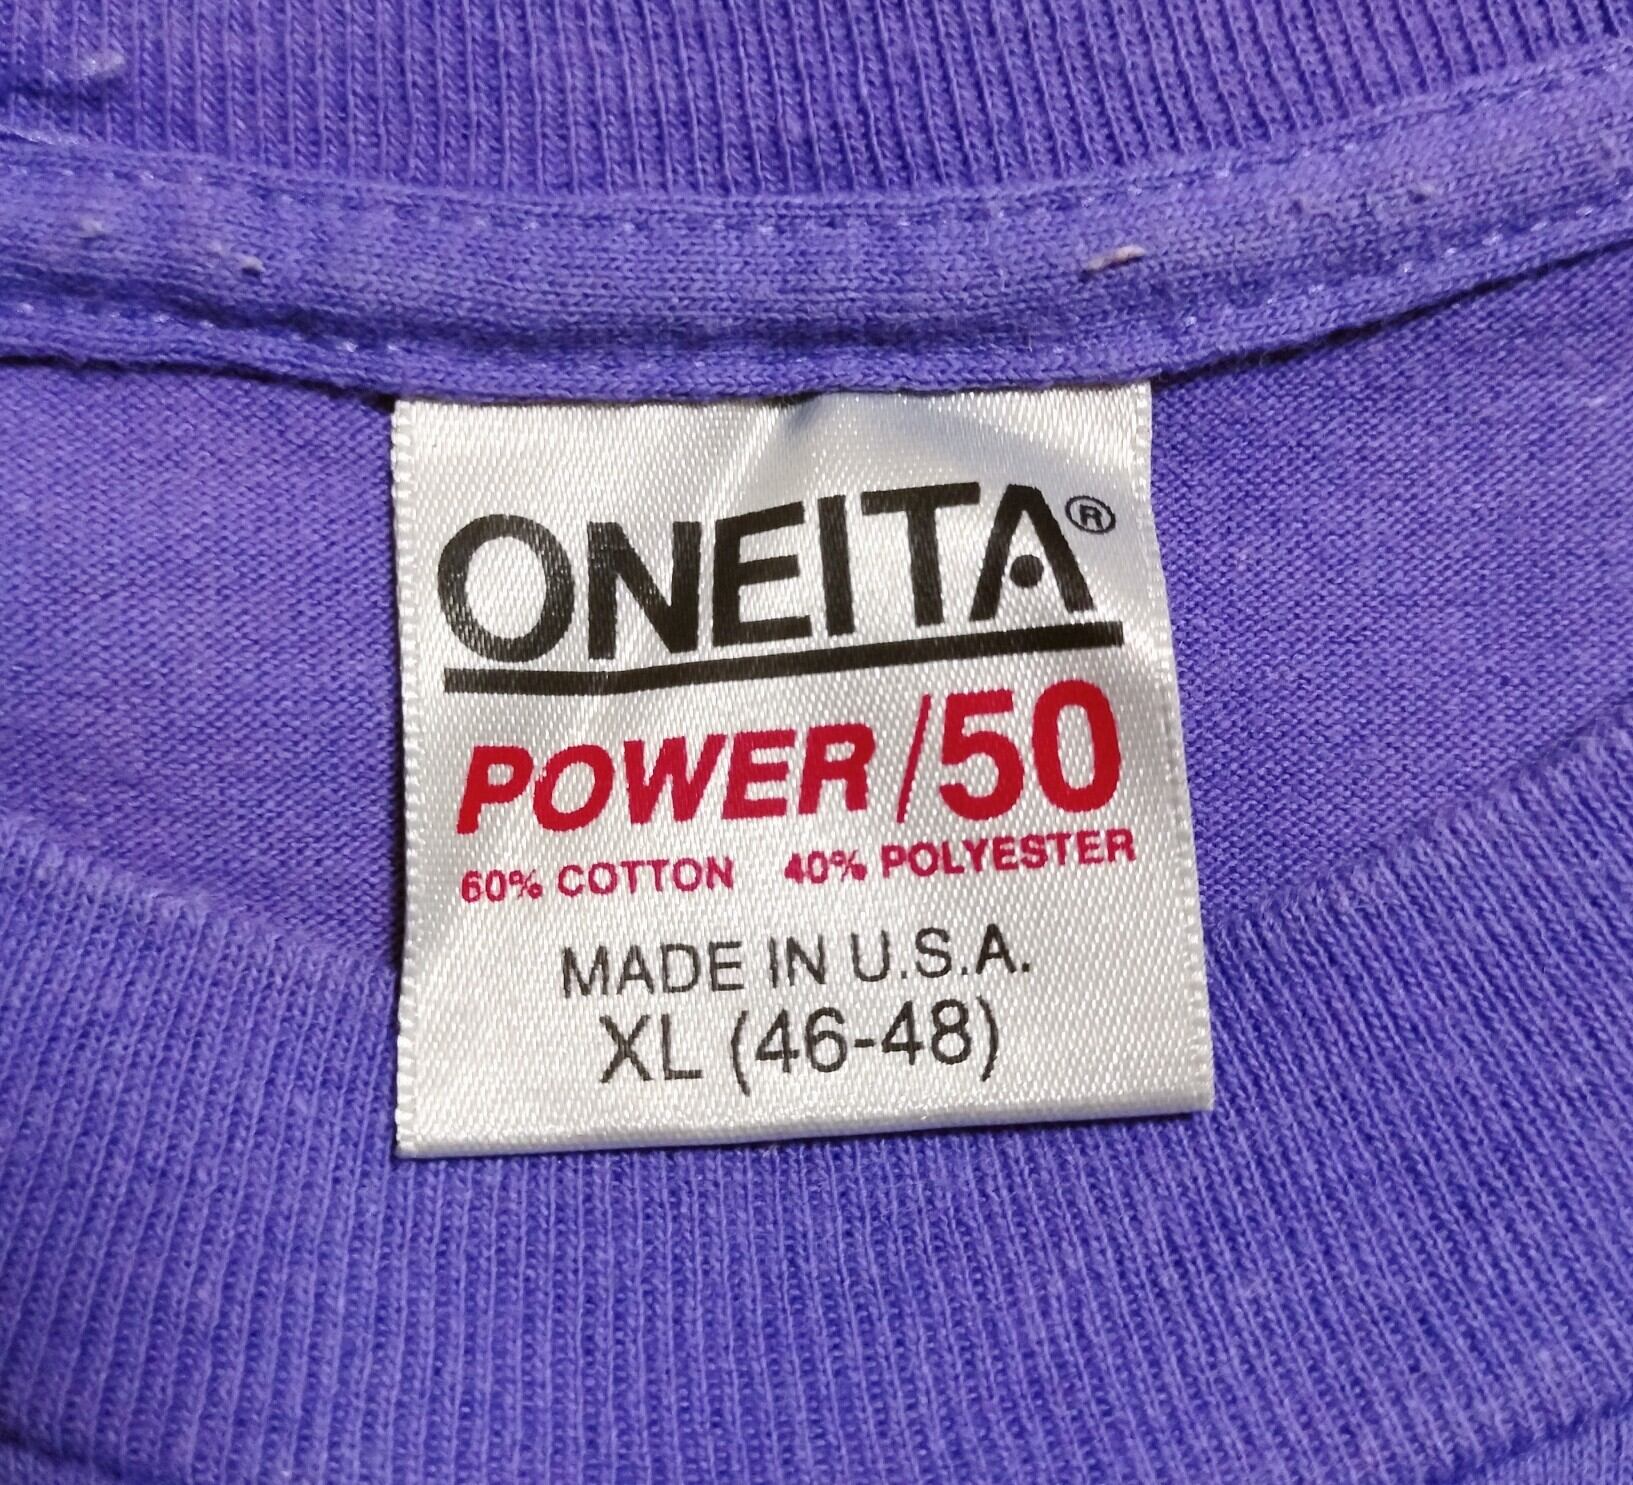 ONEITA®
POWER/50
60% COTTON 40% POLYESTER
MADE IN U.S.A.
XL (46-48)